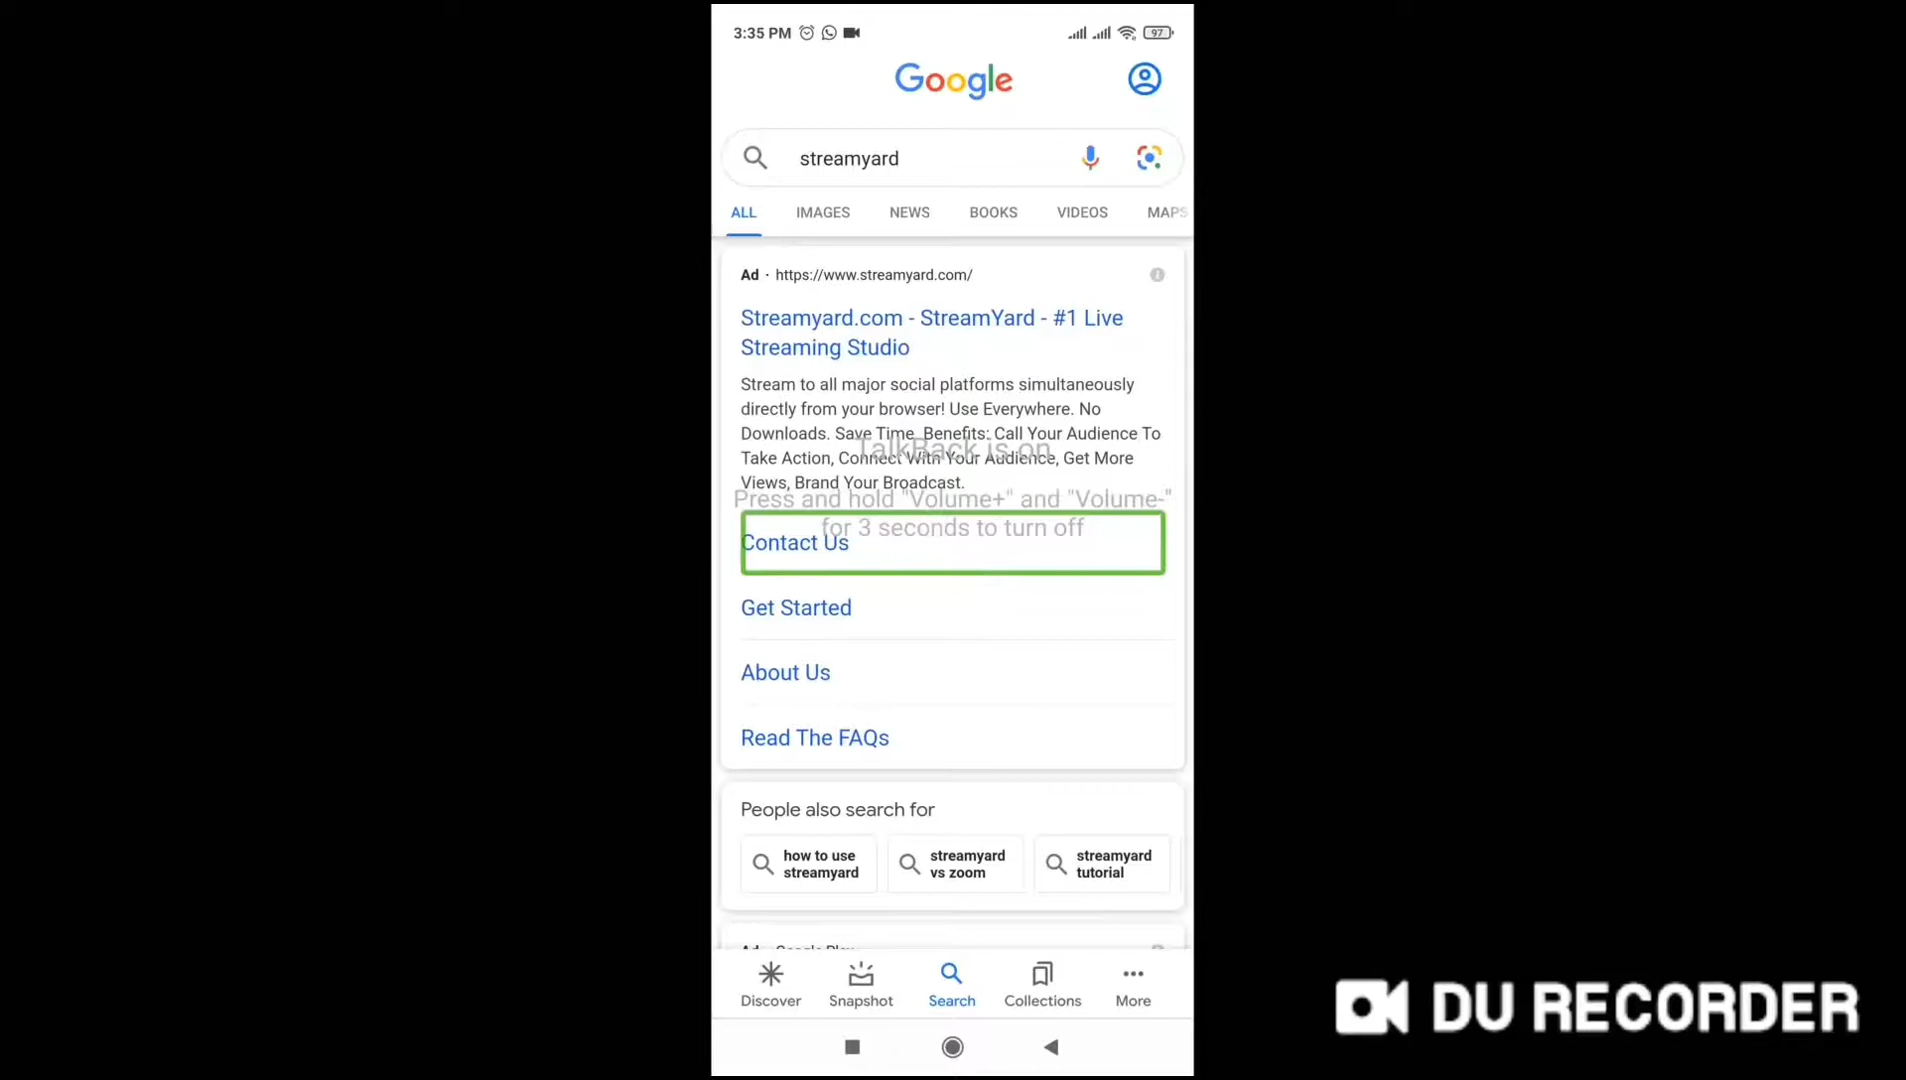 3:35 PM
97
Google
streamyard
ALL IMAGES NEWS BOOKS VIDEOS MAPS
Ad · https://www.streamyard.com/
Streamyard.com - StreamYard - #1 Live
Streaming Studio
Stream to all major social platforms simultaneously
directly from your browser! Use Everywhere. No
Downloads. Save Time. Benefits: Call Your Audience To
Take Action, Connect With Your Audience, Get More
Views, Brand Your Broadcast.
TalkBack is on
Press and hold "Volume+" and "Volume-"
for 3 seconds to turn off
Contact Us
Get Started
About Us
Read The FAQs
People also search for
how to use
streamyard
streamyard
vs zoom
streamyard
tutorial
Ad · Google Play
Discover Snapshot Search Collections More
DU RECORDER